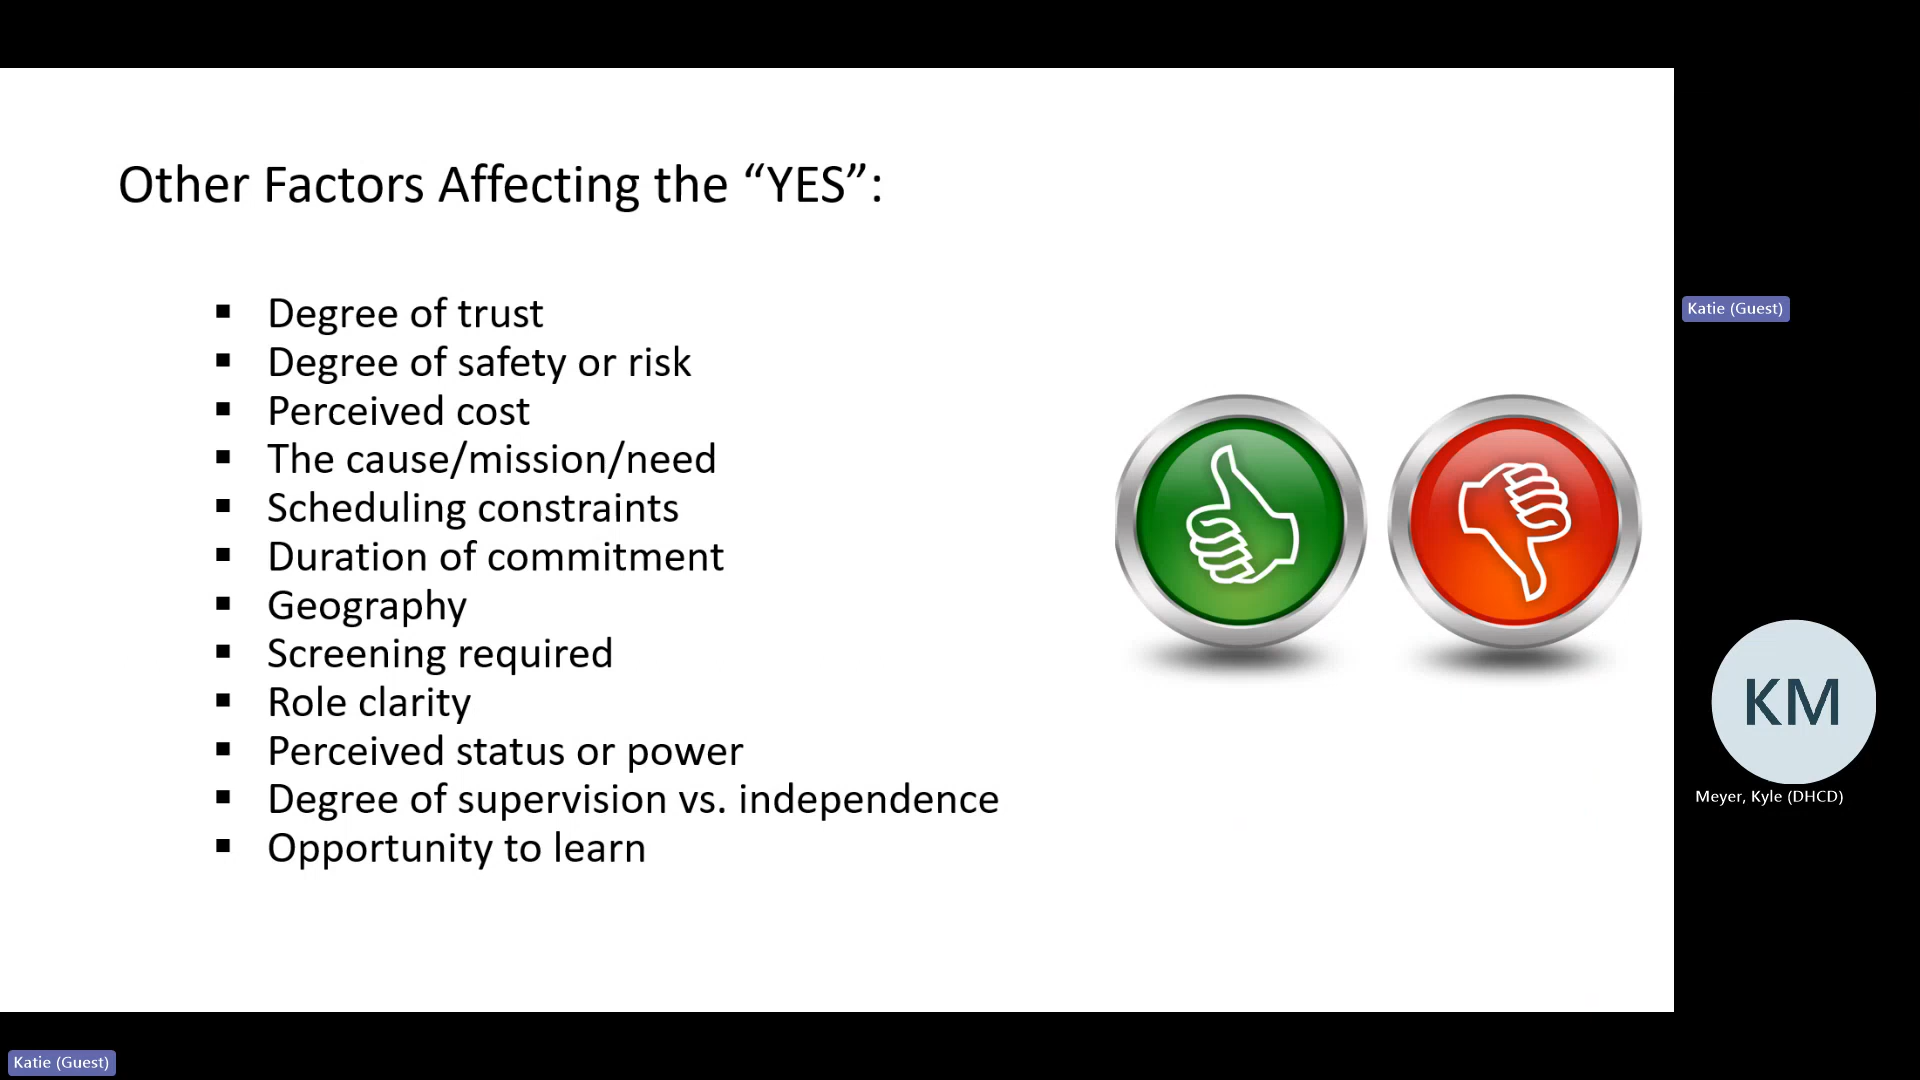 Other Factors Affecting the “YES”:
▪ Degree of trust
▪ Degree of safety or risk
▪ Perceived cost
▪ The cause/mission/need
▪ Scheduling constraints
▪ Duration of commitment
▪ Geography
▪ Screening required
▪ Role clarity
▪ Perceived status or power
▪ Degree of supervision vs. independence
▪ Opportunity to learn
Katie (Guest)
KM
Meyer, Kyle (DHCD)
Katie (Guest)